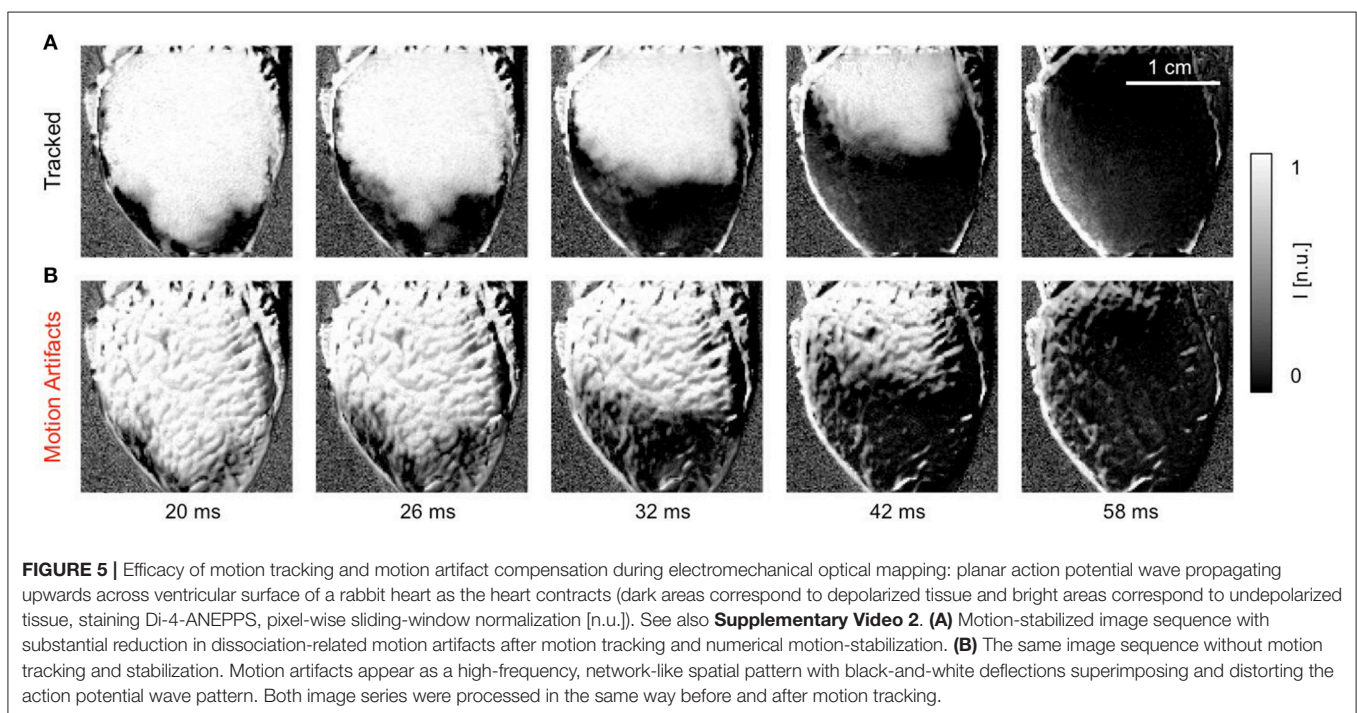 A
Tracked
1 cm
1
I [n.u.]
0
B
Motion Artifacts
20 ms
26 ms
32 ms
42 ms
58 ms
FIGURE 5 | Efficacy of motion tracking and motion artifact compensation during electromechanical optical mapping: planar action potential wave propagating
upwards across ventricular surface of a rabbit heart as the heart contracts (dark areas correspond to depolarized tissue and bright areas correspond to undepolarized
tissue, staining Di-4-ANEPPS, pixel-wise sliding-window normalization [n.u.]). See also Supplementary Video 2. (A) Motion-stabilized image sequence with
substantial reduction in dissociation-related motion artifacts after motion tracking and numerical motion-stabilization. (B) The same image sequence without motion
tracking and stabilization. Motion artifacts appear as a high-frequency, network-like spatial pattern with black-and-white deflections superimposing and distorting the
action potential wave pattern. Both image series were processed in the same way before and after motion tracking.